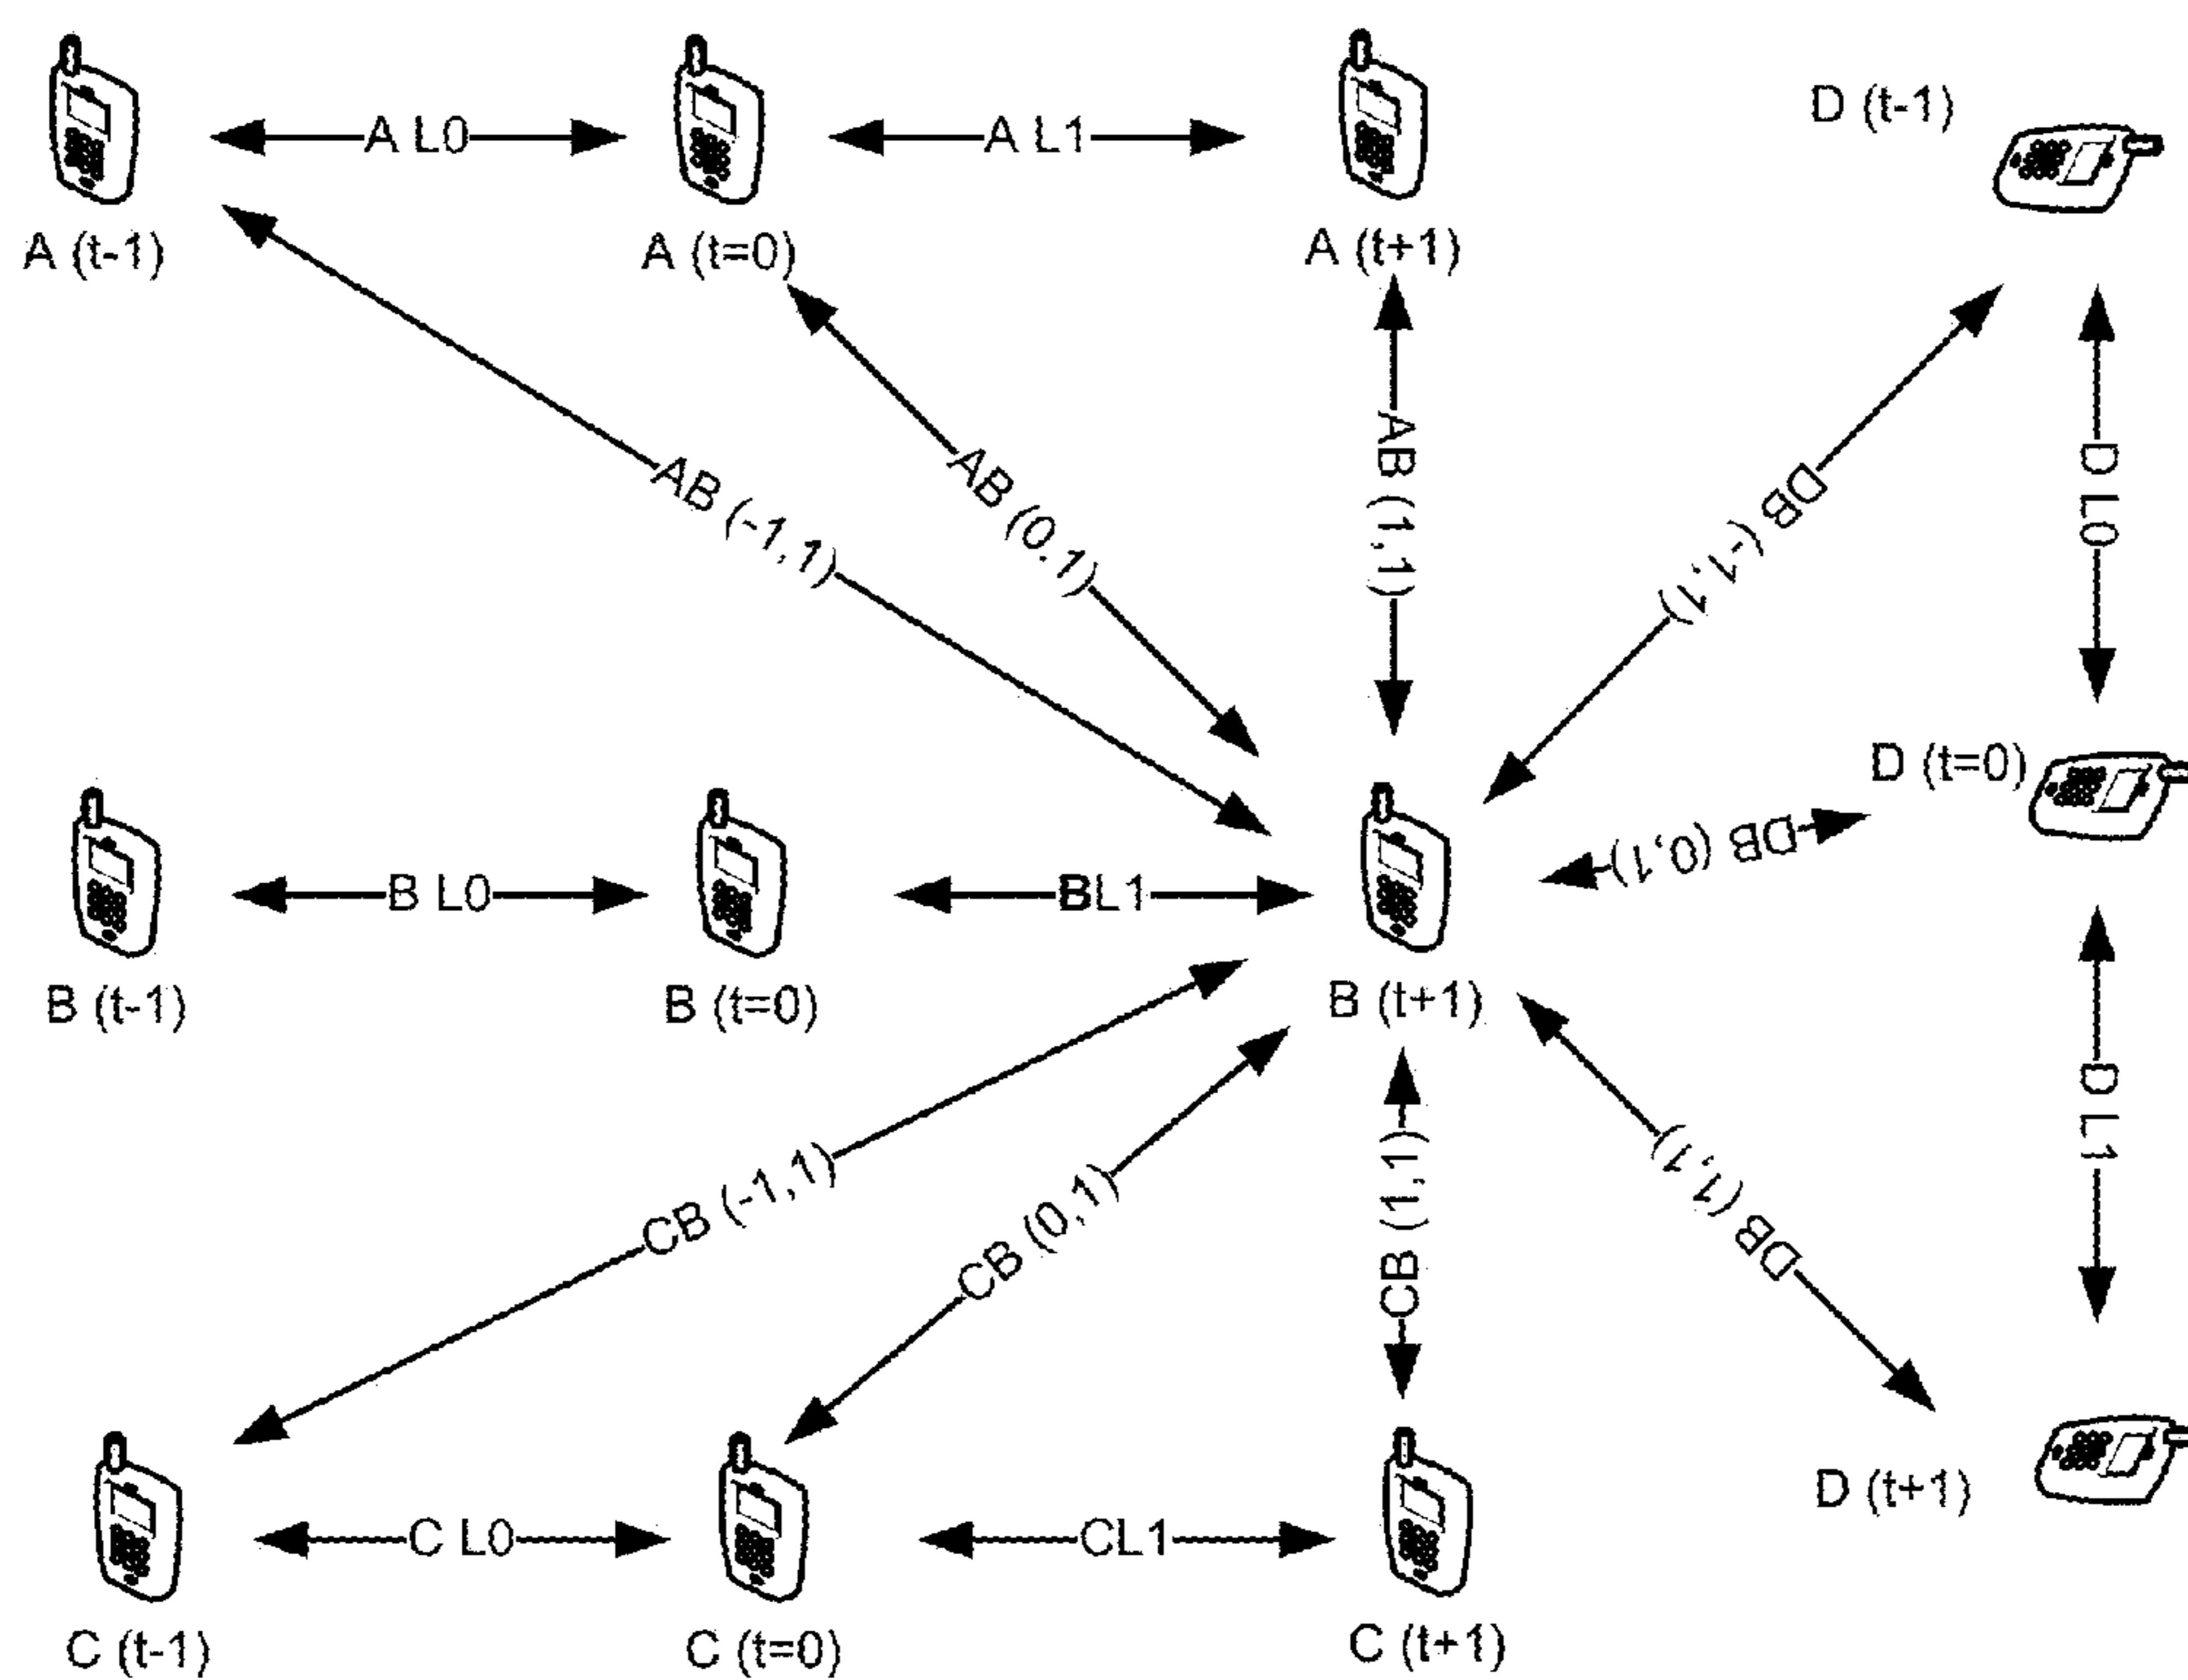 A L0
A L1
D (t-1)
A (t-1)
A (t=0)
A (t+1)
AB (-1,1)
AB (0,1)
AB (1,1)
DB (-1,1)
D L0
D (t=0)
DB (0,1)
B L0
BL1
B (t-1)
B (t=0)
B (t+1)
CB (-1,1)
CB (0,1)
CB (1,1)
DB (1,1)
D L1
C L0
CL1
D (t+1)
C (t-1)
C (t=0)
C (t+1)